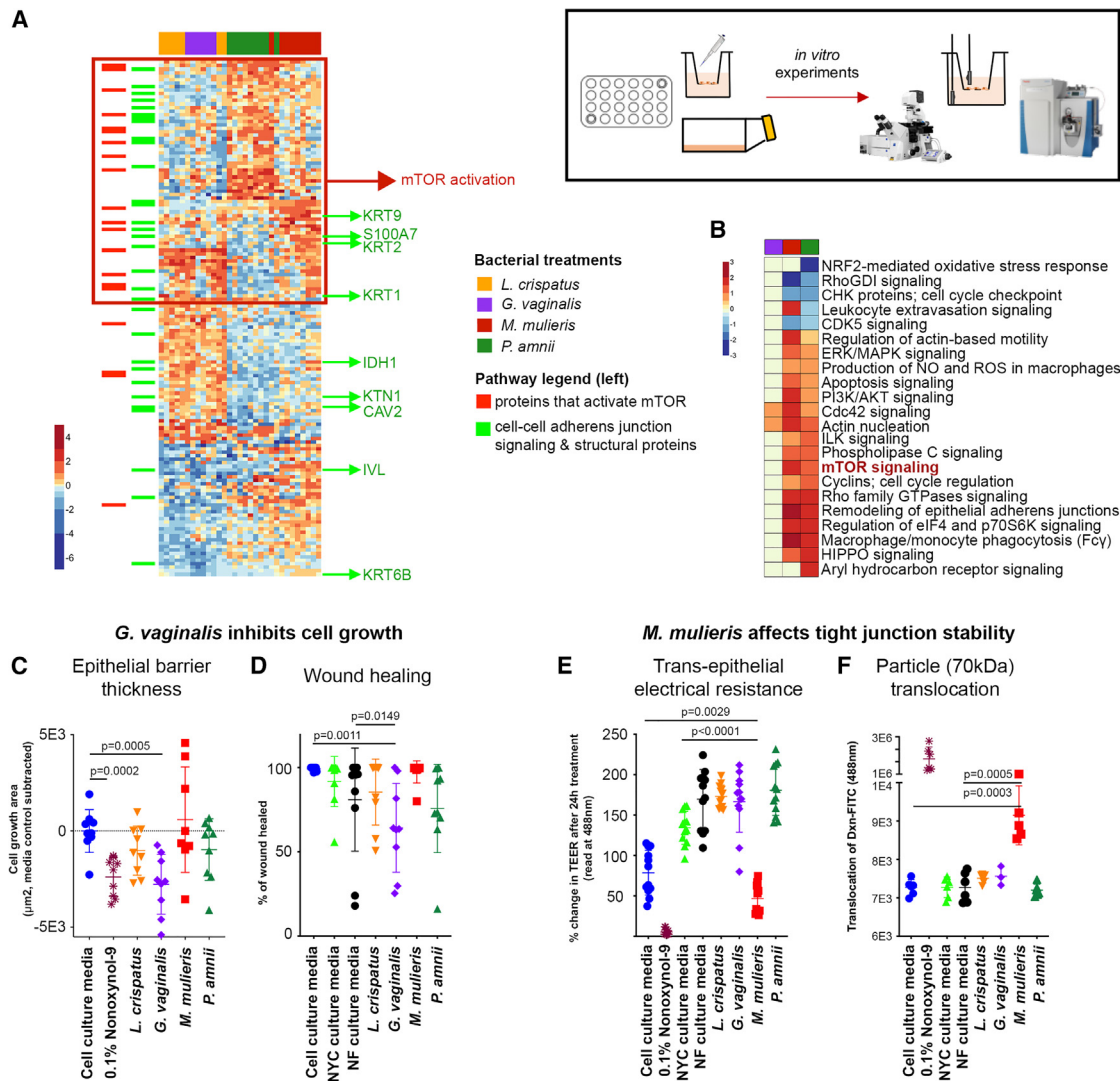 A
mTOR activation
KRT9
S100A7
KRT2
KRT1
IDH1
KTN1
CAV2
IVL
KRT6B
4
2
0
-2
-4
-6
Bacterial treatments
L. crispatus
G. vaginalis
M. mulieris
P. amnii
Pathway legend (left)
proteins that activate mTOR
cell-cell adherens junction
signaling & structural proteins
in vitro
experiments
B
3
2
1
0
-1
-2
-3
NRF2-mediated oxidative stress response
RhoGDI signaling
CHK proteins; cell cycle checkpoint
Leukocyte extravasation signaling
CDK5 signaling
Regulation of actin-based motility
ERK/MAPK signaling
Production of NO and ROS in macrophages
Apoptosis signaling
PI3K/AKT signaling
Cdc42 signaling
Actin nucleation
ILK signaling
Phospholipase C signaling
mTOR signaling
Cyclins; cell cycle regulation
Rho family GTPases signaling
Remodeling of epithelial adherens junctions
Regulation of eIF4 and p70S6K signaling
Macrophage/monocyte phagocytosis (Fcγ)
HIPPO signaling
Aryl hydrocarbon receptor signaling
G. vaginalis inhibits cell growth
C
Epithelial barrier
thickness
Cell growth area
(µm2, media control subtracted)
5E3
0
-5E3
p=0.0005
p=0.0002
Cell culture media
0.1% Nonoxynol-9
L. crispatus
G. vaginalis
M. mulieris
P. amnii
D
Wound healing
% of wound healed
100
50
0
p=0.0149
p=0.0011
Cell culture media
NYC culture media
NF culture media
L. crispatus
G. vaginalis
M. mulieris
P. amnii
M. mulieris affects tight junction stability
E
Trans-epithelial
electrical resistance
% change in TEER after 24h treatment
(read at 488nm)
250
200
150
100
50
p=0.0029
p<0.0001
Cell culture media
0.1% Nonoxynol-9
NYC culture media
NF culture media
L. crispatus
G. vaginalis
M. mulieris
P. amnii
F
Particle (70kDa)
translocation
Translocation of Dxn-FITC (488nm)
3E6
1E6
1E4
9E3
8E3
7E3
6E3
p=0.0005
p=0.0003
Cell culture media
0.1% Nonoxynol-9
NYC culture media
NF culture media
L. crispatus
G. vaginalis
M. mulieris
P. amnii